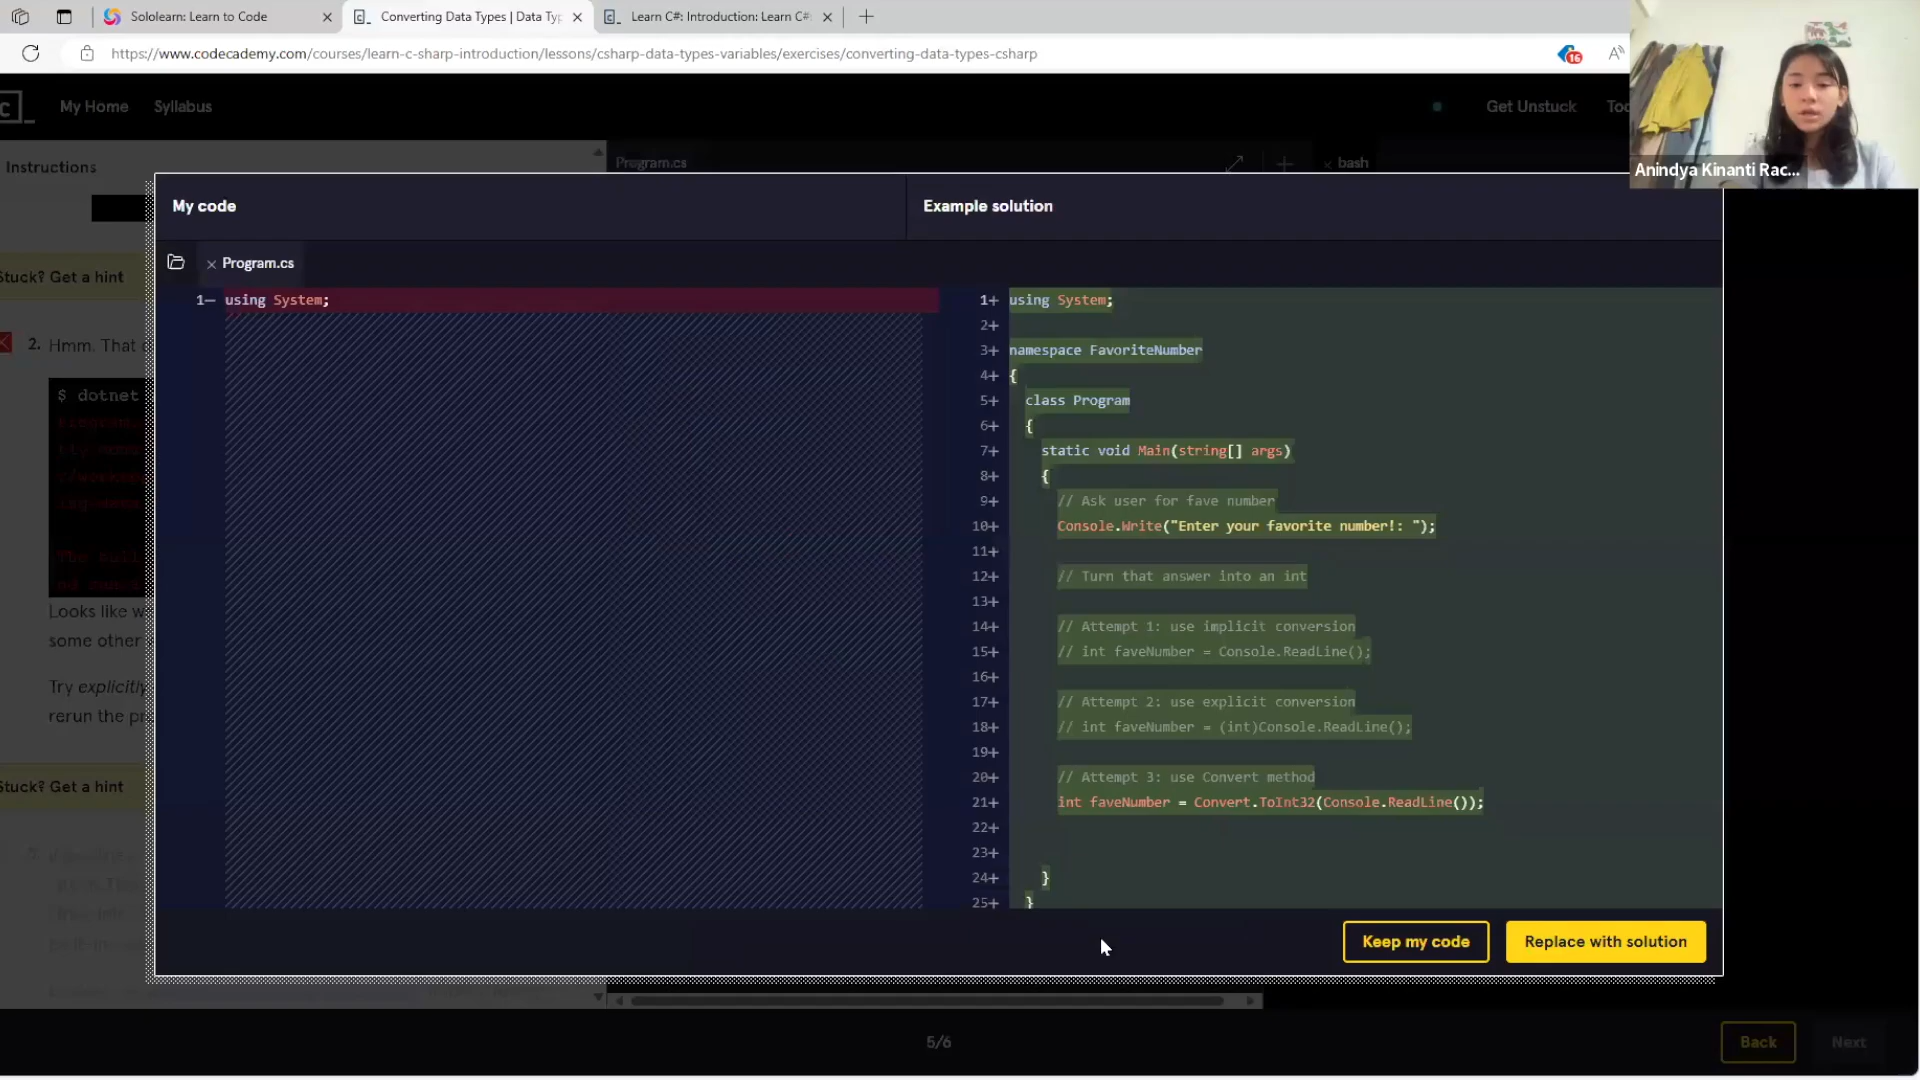 Sololearn: Learn to Code
Converting Data Types | Data Ty
Learn C#: Introduction: Learn C#
https://www.codecademy.com/courses/learn-c-sharp-introduction/lessons/csharp-data-types-variables/exercises/converting-data-types-csharp
16
My Home
Syllabus
Get Unstuck
Anindya Kinanti Rac...
Instructions
Program.cs
bash
My code
Example solution
Program.cs
1— using System;
1+ using System;
2+
3+ namespace FavoriteNumber
4+ {
5+ class Program
6+ {
7+ static void Main(string[] args)
8+ {
9+ // Ask user for fave number
10+ Console.Write("Enter your favorite number!: ");
11+
12+ // Turn that answer into an int
13+
14+ // Attempt 1: use implicit conversion
15+ // int faveNumber = Console.ReadLine();
16+
17+ // Attempt 2: use explicit conversion
18+ // int faveNumber = (int)Console.ReadLine();
19+
20+ // Attempt 3: use Convert method
21+ int faveNumber = Convert.ToInt32(Console.ReadLine());
22+
23+
24+ }
25+ }
Stuck? Get a hint
2. Hmm. That
$ dotnet
Looks like w
some other
Try explicitly
rerun the pr
Stuck? Get a hint
Keep my code
Replace with solution
5/6
Back
Next